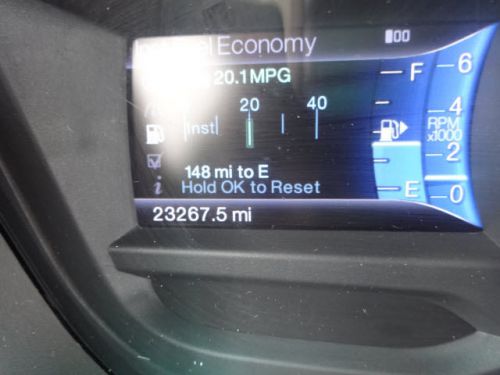 Economy
20.1MPG
20 40
Inst
148 mi to E
Hold OK to Reset
23267.5 mi
F
E
6
4
RPM
x1000
2
0